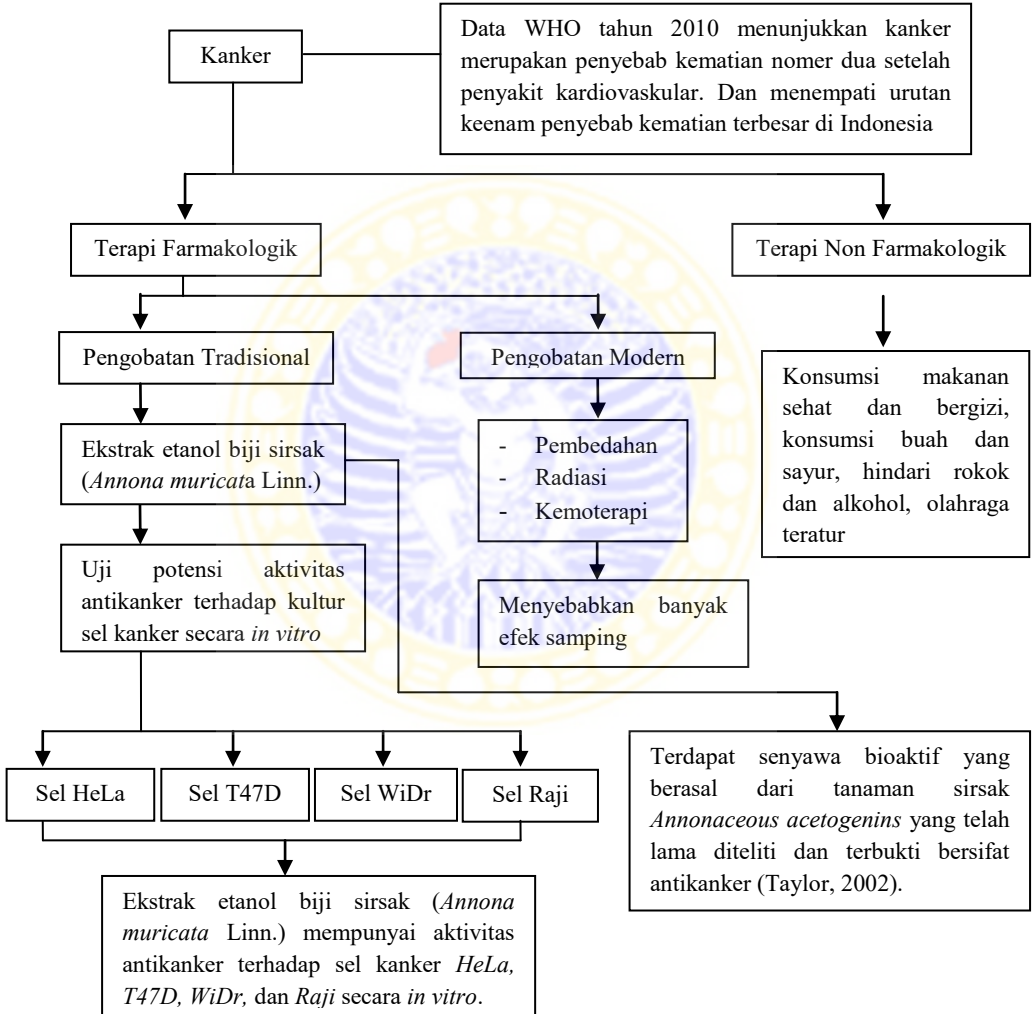 Kanker
Data WHO tahun 2010 menunjukkan kanker
merupakan penyebab kematian nomer dua setelah
penyakit kardiovaskular. Dan menempati urutan
keenam penyebab kematian terbesar di Indonesia
Terapi Farmakologik
Terapi Non Farmakologik
Pengobatan Tradisional
Pengobatan Modern
Konsumsi makanan
sehat dan bergizi,
konsumsi buah dan
sayur, hindari rokok
dan alkohol, olahraga
teratur
Ekstrak etanol biji sirsak
(Annona muricata Linn.)
- Pembedahan
- Radiasi
- Kemoterapi
Uji potensi aktivitas
antikanker terhadap kultur
sel kanker secara in vitro
Menyebabkan banyak
efek samping
Sel HeLa
Sel T47D
Sel WiDr
Sel Raji
Terdapat senyawa bioaktif yang
berasal dari tanaman sirsak
Annonaceous acetogenins yang telah
lama diteliti dan terbukti bersifat
antikanker (Taylor, 2002).
Ekstrak etanol biji sirsak (Annona
muricata Linn.) mempunyai aktivitas
antikanker terhadap sel kanker HeLa,
T47D, WiDr, dan Raji secara in vitro.